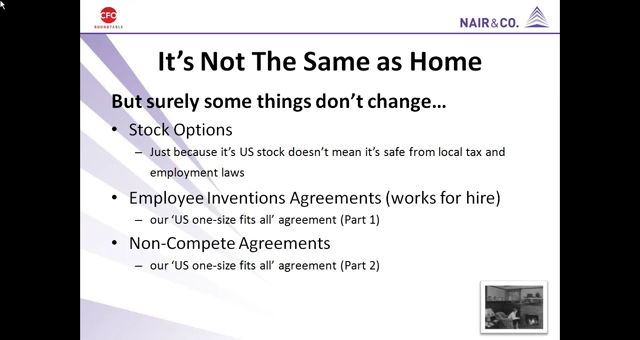 CFO
ROUNDTABLE
NAIR&CO.
It's Not The Same as Home
But surely some things don't change…
• Stock Options
– Just because it's US stock doesn't mean it's safe from local tax and
employment laws
• Employee Inventions Agreements (works for hire)
– our 'US one-size fits all' agreement (Part 1)
• Non-Compete Agreements
– our 'US one-size fits all' agreement (Part 2)